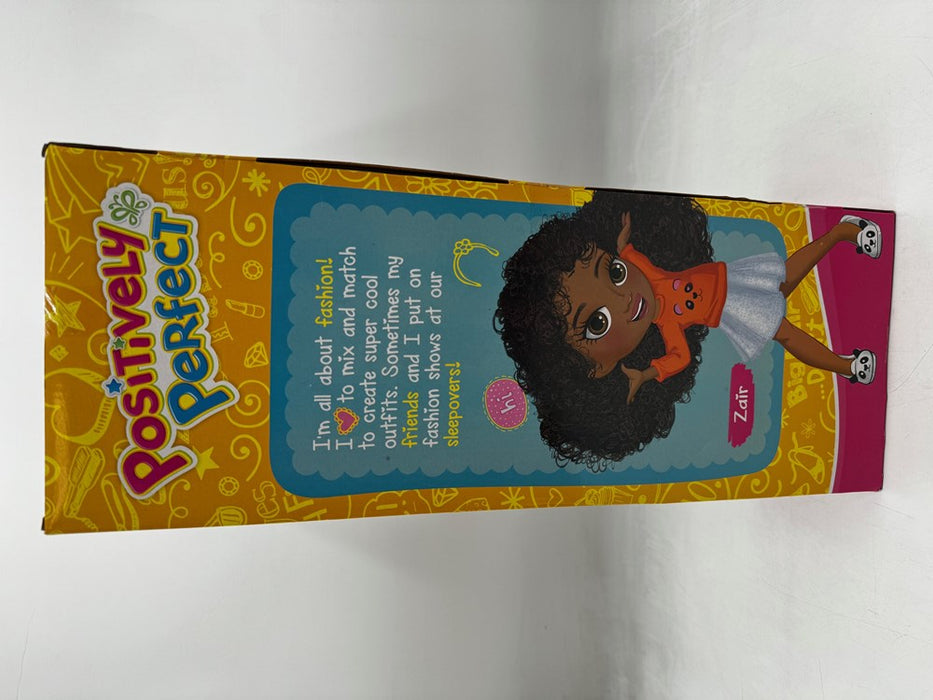 POSITIVELY
PERFECT
I'm all about fashion!
I to mix and match
to create super cool
outfits. Sometimes my
friends and I put on
fashion shows at our
sleepovers!
hi
Zair